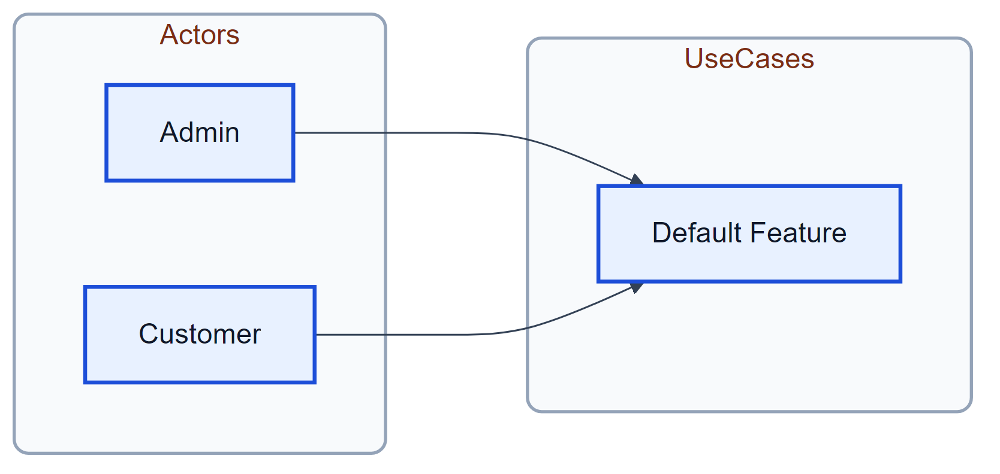 Actors
Admin
Customer
UseCases
Default Feature